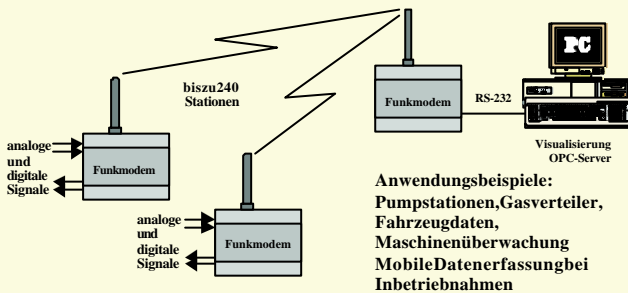 biszu240
Stationen
PC
Funkmodem
RS-232
Visualisierung
OPC-Server
analoge
und
digitale
Signale
Funkmodem
analoge
und
digitale
Signale
Funkmodem
Anwendungsbeispiele:
Pumpstationen,Gasverteiler,
Fahrzeugdaten,
Maschinenüberwachung
MobileDatenerfassungbei
Inbetriebnahmen